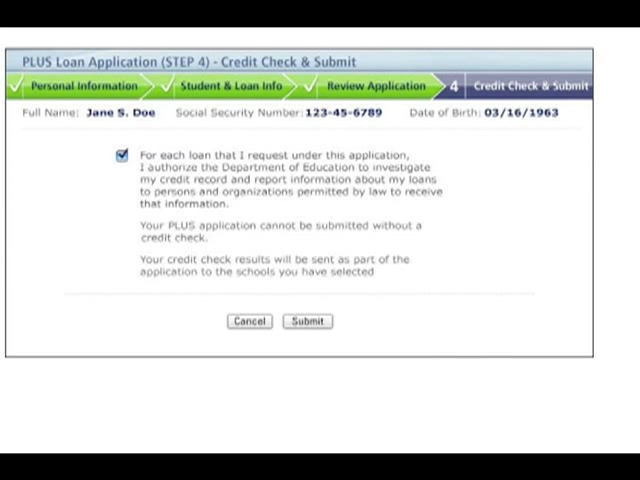 PLUS Loan Application (STEP 4) - Credit Check & Submit
Personal Information Student & Loan Info Review Application 4 Credit Check & Submit
Full Name: Jane S. Doe Social Security Number: 123-45-6789 Date of Birth: 03/16/1963
For each loan that I request under this application,
I authorize the Department of Education to investigate
my credit record and report information about my loans
to persons and organizations permitted by law to receive
that information.
Your PLUS application cannot be submitted without a
credit check.
Your credit check results will be sent as part of the
application to the schools you have selected
Cancel Submit